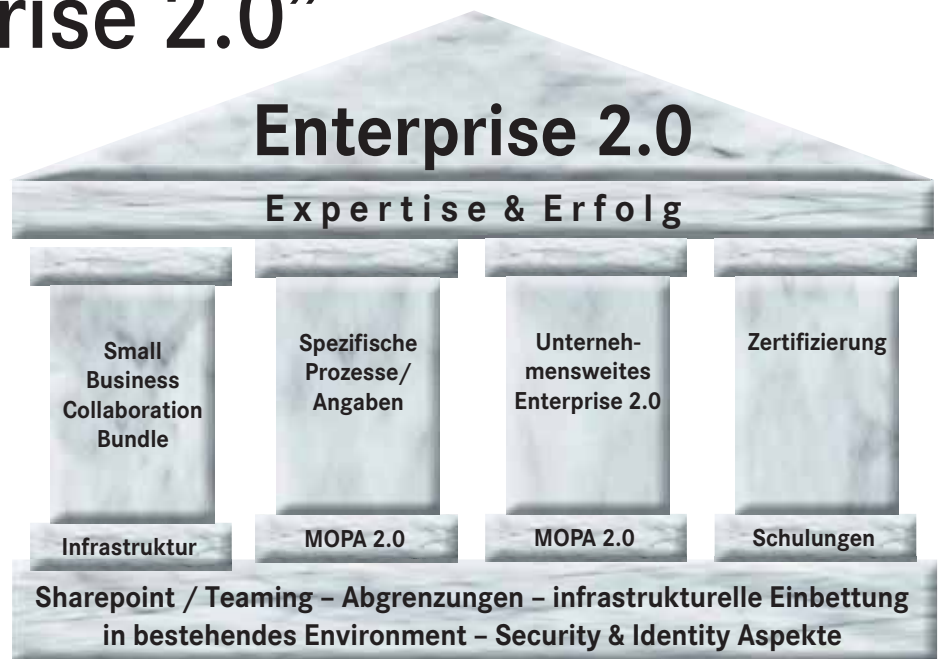 rise 2.0”
Enterprise 2.0
Expertise & Erfolg
Small
Business
Collaboration
Bundle
Infrastruktur
Spezifische
Prozesse/
Angaben
MOPA 2.0
Unterneh-
mensweites
Enterprise 2.0
MOPA 2.0
Zertifizierung
Schulungen
Sharepoint / Teaming – Abgrenzungen – infrastrukturelle Einbettung
in bestehendes Environment – Security & Identity Aspekte